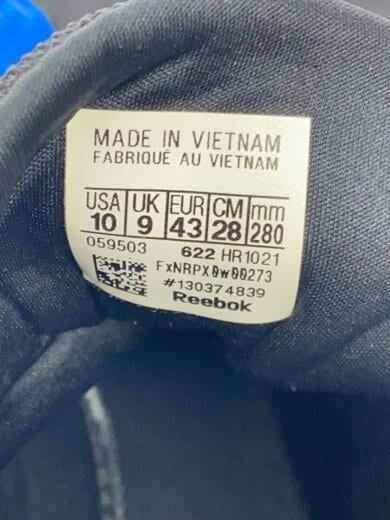 MADE IN VIETNAM
FABRIQUÉ AU VIETNAM
USA UK EUR CM mm
10 9 43 28 280
059503 622 HR1021
FxNRPX0w00273
#130374839
Reebok